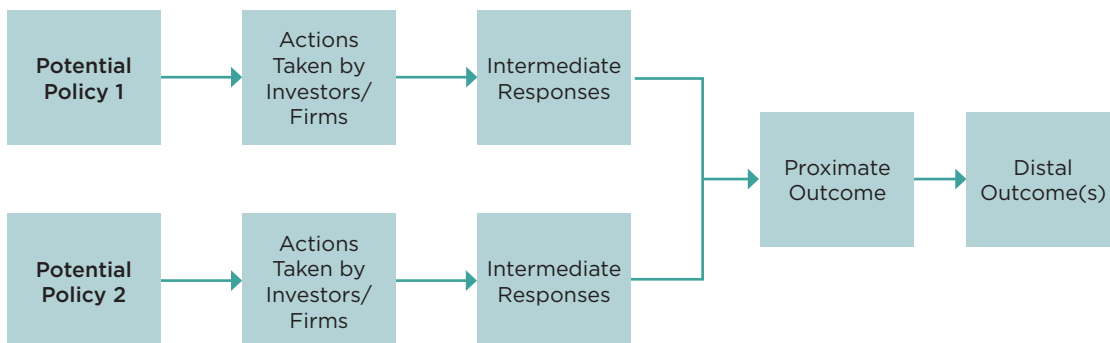 Potential
Policy 1
Actions
Taken by
Investors/
Firms
Intermediate
Responses
Potential
Policy 2
Actions
Taken by
Investors/
Firms
Intermediate
Responses
Proximate
Outcome
Distal
Outcome(s)